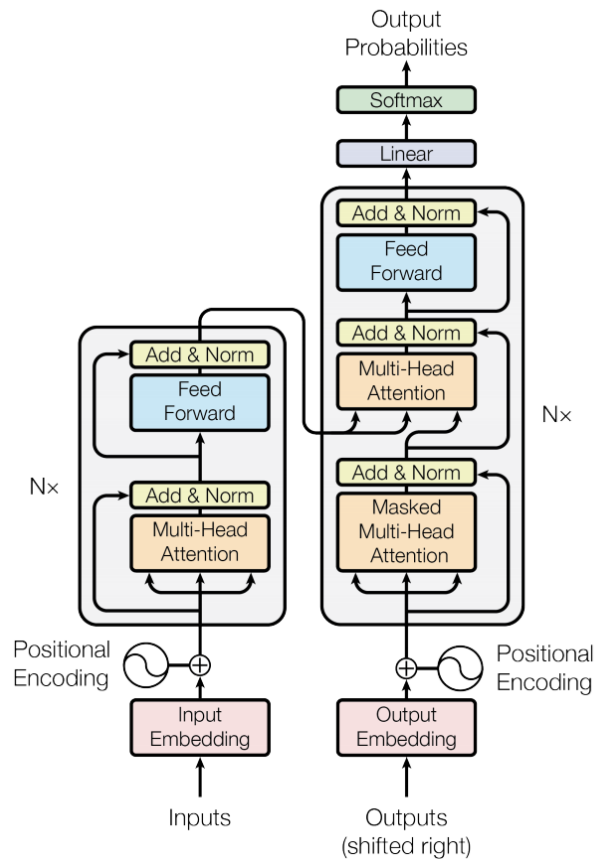 Output
Probabilities
Softmax
Linear
Add & Norm
Feed
Forward
Add & Norm
Multi-Head
Attention
Add & Norm
Masked
Multi-Head
Attention
N×
Add & Norm
Feed
Forward
Add & Norm
Multi-Head
Attention
N×
Positional
Encoding
Positional
Encoding
Input
Embedding
Output
Embedding
Inputs
Outputs
(shifted right)